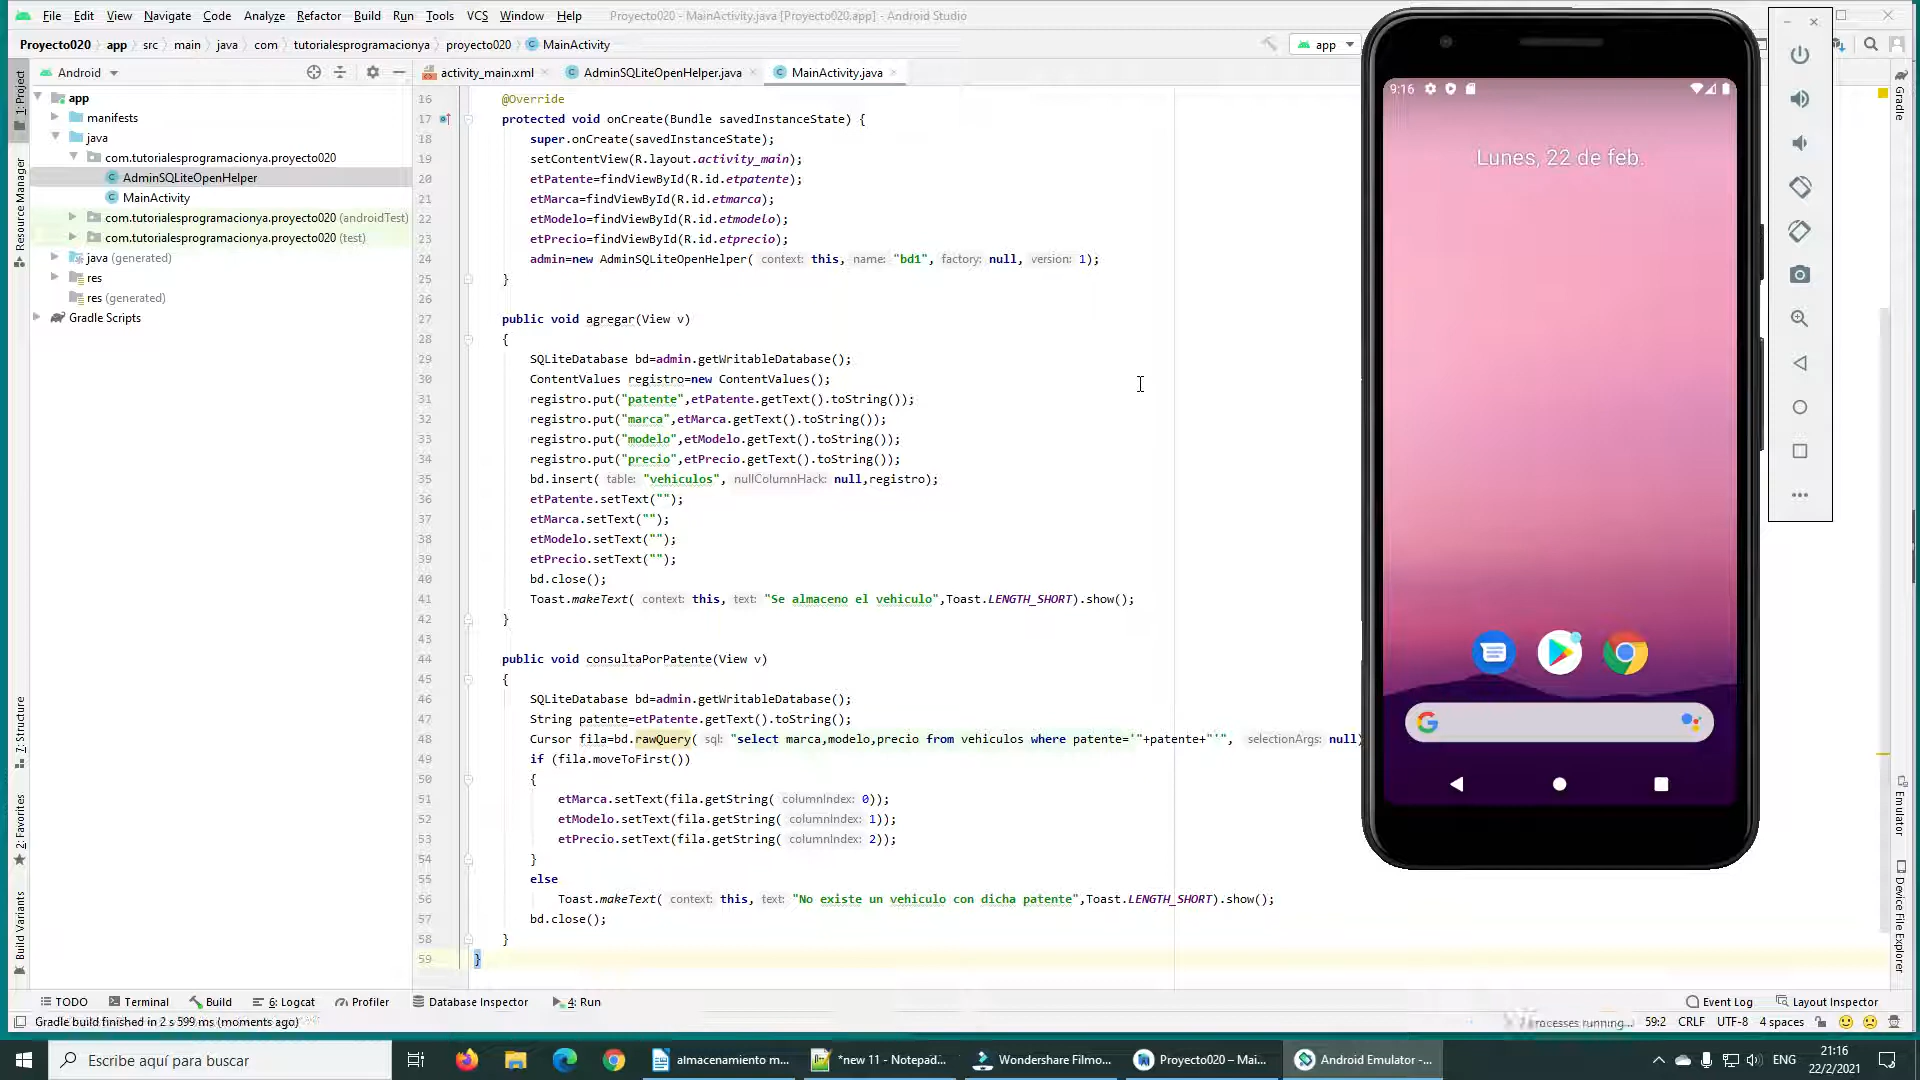 File Edit View Navigate Code Analyze Refactor Build Run Tools VCS Window Help Proyecto020 - MainActivity.java [Proyecto020.app] - Android Studio
Proyecto020 app src main java com tutorialesprogramacionya proyecto020 MainActivity app
Android activity_main.xml AdminSQLiteOpenHelper.java MainActivity.java
1: Project
Resource Manager
7: Structure
2: Favorites
Build Variants
app
manifests
java
com.tutorialesprogramacionya.proyecto020
AdminSQLiteOpenHelper
MainActivity
com.tutorialesprogramacionya.proyecto020 (androidTest)
com.tutorialesprogramacionya.proyecto020 (test)
java (generated)
res
res (generated)
Gradle Scripts
16 @Override
17 protected void onCreate(Bundle savedInstanceState) {
18 super.onCreate(savedInstanceState);
19 setContentView(R.layout.activity_main);
20 etPatente=findViewById(R.id.etpatente);
21 etMarca=findViewById(R.id.etmarca);
22 etModelo=findViewById(R.id.etmodelo);
23 etPrecio=findViewById(R.id.etprecio);
24 admin=new AdminSQLiteOpenHelper( context: this, name: "bd1", factory: null, version: 1);
25 }
26
27 public void agregar(View v)
28 {
29 SQLiteDatabase bd=admin.getWritableDatabase();
30 ContentValues registro=new ContentValues();
31 registro.put("patente",etPatente.getText().toString());
32 registro.put("marca",etMarca.getText().toString());
33 registro.put("modelo",etModelo.getText().toString());
34 registro.put("precio",etPrecio.getText().toString());
35 bd.insert( table: "vehiculos", nullColumnHack: null,registro);
36 etPatente.setText("");
37 etMarca.setText("");
38 etModelo.setText("");
39 etPrecio.setText("");
40 bd.close();
41 Toast.makeText( context: this, text: "Se almaceno el vehiculo",Toast.LENGTH_SHORT).show();
42 }
43
44 public void consultaPorPatente(View v)
45 {
46 SQLiteDatabase bd=admin.getWritableDatabase();
47 String patente=etPatente.getText().toString();
48 Cursor fila=bd.rawQuery( sql: "select marca,modelo,precio from vehiculos where patente='"+patente+"'", selectionArgs: null)
49 if (fila.moveToFirst())
50 {
51 etMarca.setText(fila.getString( columnIndex: 0));
52 etModelo.setText(fila.getString( columnIndex: 1));
53 etPrecio.setText(fila.getString( columnIndex: 2));
54 }
55 else
56 Toast.makeText( context: this, text: "No existe un vehiculo con dicha patente",Toast.LENGTH_SHORT).show();
57 bd.close();
58 }
59 }
9:16
Lunes, 22 de feb.
Gradle
Emulator
Device File Explorer
TODO Terminal Build 6: Logcat Profiler Database Inspector 4: Run Event Log Layout Inspector
Gradle build finished in 2 s 599 ms (moments ago) rocesses running... 59:2 CRLF UTF-8 4 spaces
Escribe aquí para buscar almacenamiento m... *new 11 - Notepad... Wondershare Filmo... Proyecto020 – Mai... Android Emulator -... ENG 21:16
22/2/2021